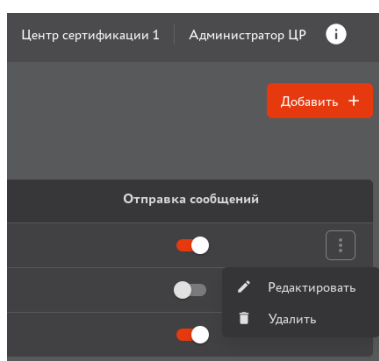 Центр сертификации 1 Администратор ЦР i
Добавить +
Отправка сообщений
Редактировать
Удалить